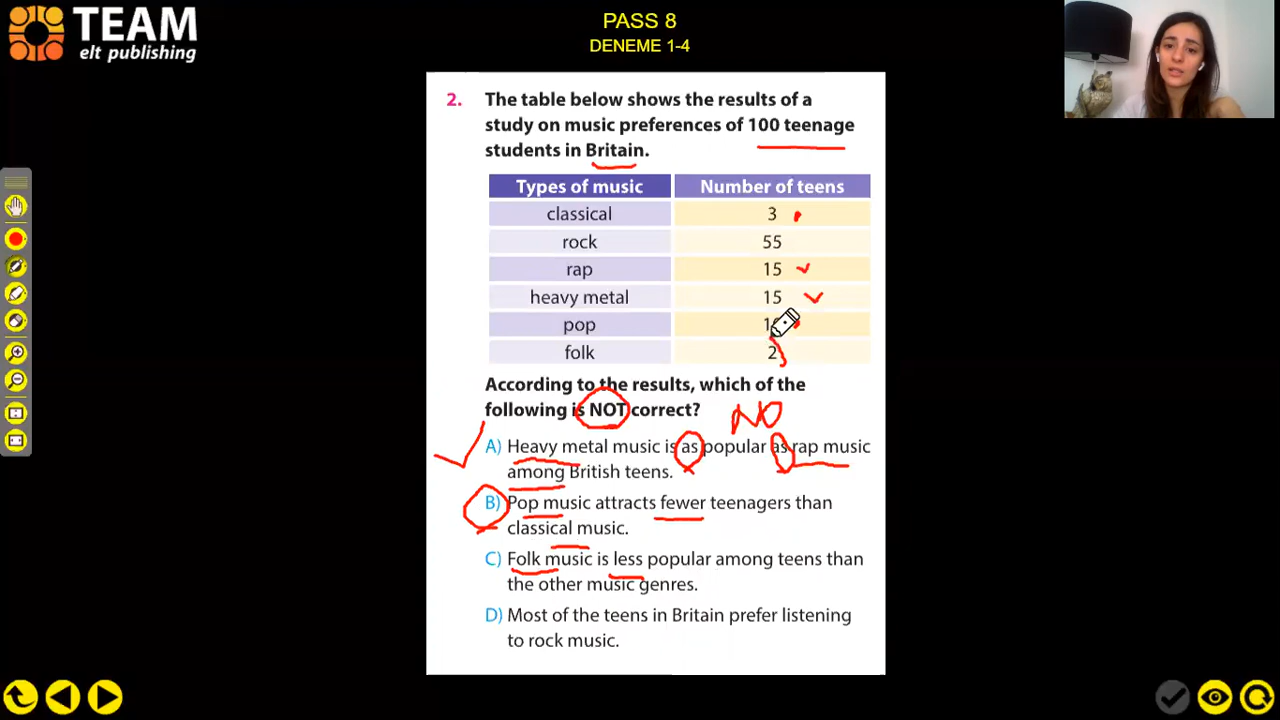 TEAM
elt publishing
PASS 8
DENEME 1-4
2. The table below shows the results of a
study on music preferences of 100 teenage
students in Britain.
Types of music Number of teens
classical 3
rock 55
rap 15
heavy metal 15
pop
folk 2
According to the results, which of the
following is NOT correct?
NO
A) Heavy metal music is as popular as rap music
among British teens.
B) Pop music attracts fewer teenagers than
classical music.
C) Folk music is less popular among teens than
the other music genres.
D) Most of the teens in Britain prefer listening
to rock music.